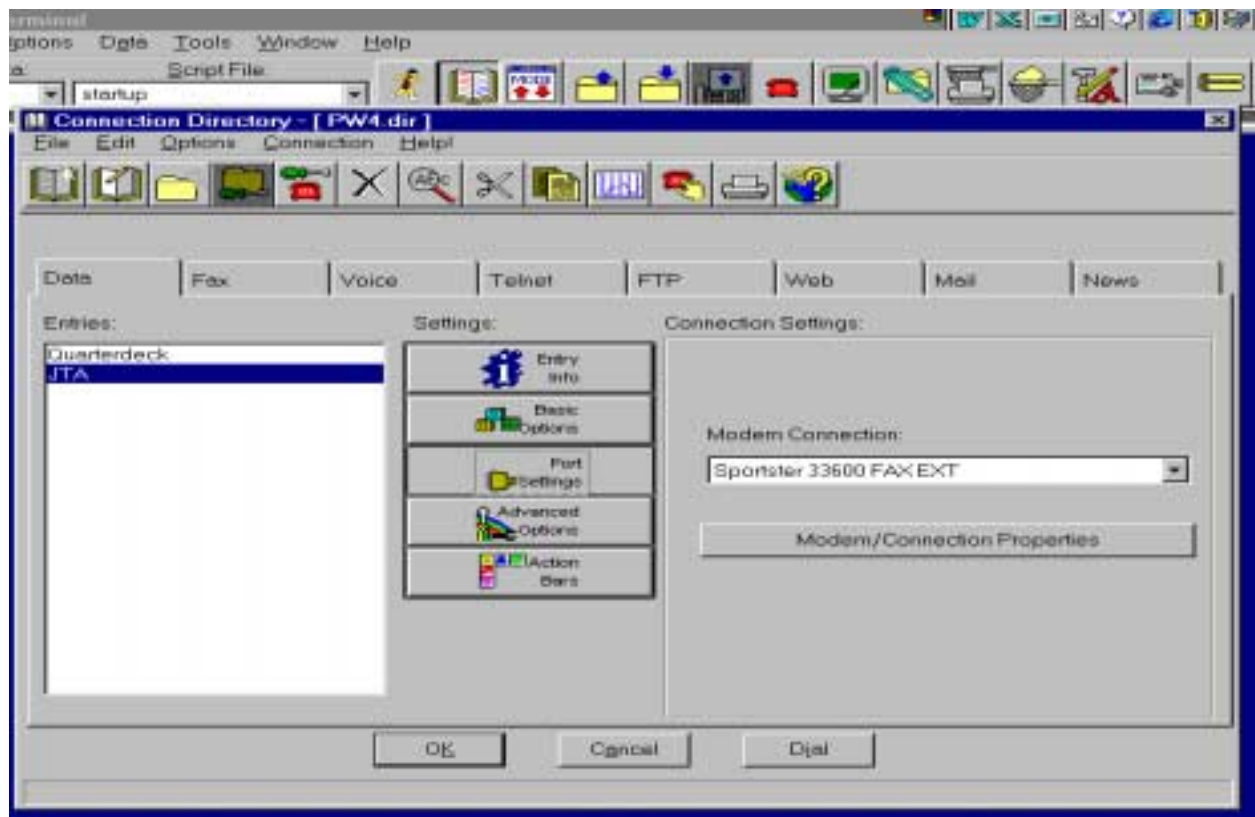 Data Tools Window Help
Script File:
startup
Connection Directory - [ PW4.dir ]
File Edit Options Connection Help!
Data Fax Voice Telnet FTP Web Mail News
Entries: Settings: Connection Settings:
Quarterdeck
JTA
Entry
Info
Basic
Options
Port
Settings
Advanced
Options
Action
Bars
Modem Connection:
Sportster 33600 FAX EXT
Modem/Connection Properties
OK Cancel Dial